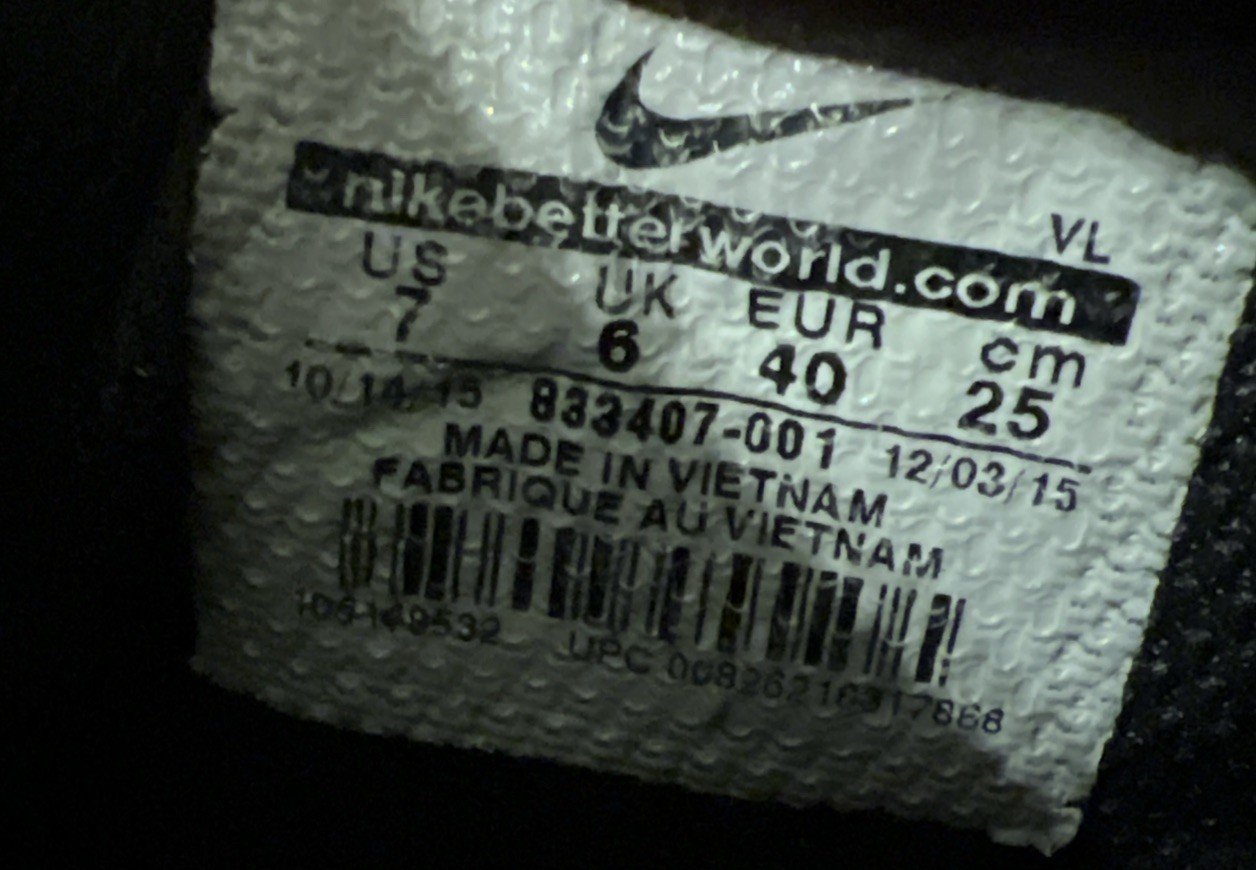 VL
nikebetterworld.com
US UK EUR cm
7 6 40 25
10/14/15 833407-001 12/03/15
MADE IN VIETNAM
FABRIQUE AU VIETNAM
UPC